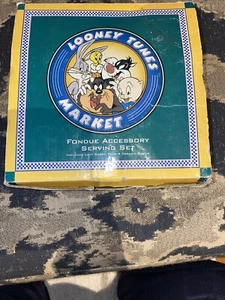 LOONEY TUNES
MARKET
FONDUE ACCESSORY
SERVING SET